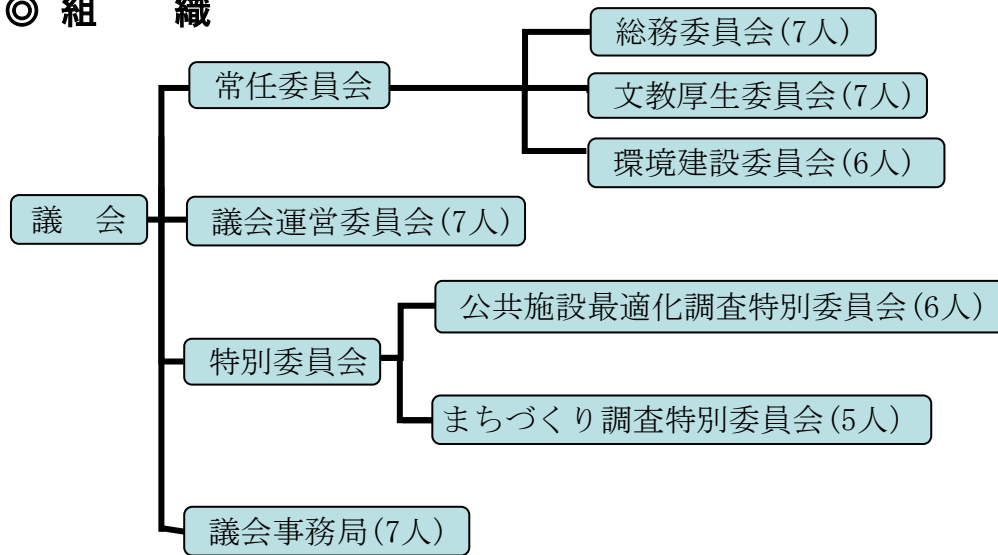 ◎ 組　　織
総務委員会(7人)
常任委員会
文教厚生委員会(7人)
環境建設委員会(6人)
議　会
議会運営委員会(7人)
公共施設最適化調査特別委員会(6人)
特別委員会
まちづくり調査特別委員会(5人)
議会事務局(7人)